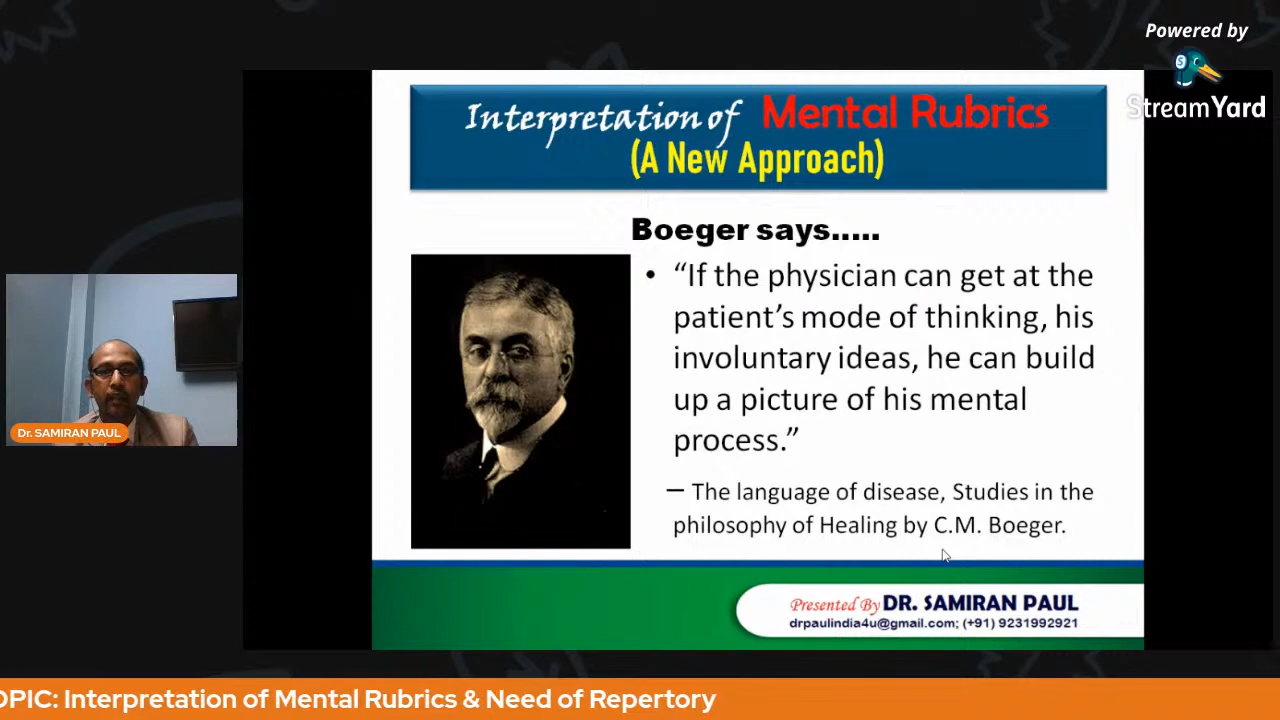 Powered by
StreamYard
Interpretation of Mental Rubrics
(A New Approach)
Boeger says.....
• “If the physician can get at the
patient’s mode of thinking, his
involuntary ideas, he can build
up a picture of his mental
process.”
– The language of disease, Studies in the
philosophy of Healing by C.M. Boeger.
Dr. SAMIRAN PAUL
Presented By DR. SAMIRAN PAUL
drpaulindia4u@gmail.com; (+91) 9231992921
OPIC: Interpretation of Mental Rubrics & Need of Repertory